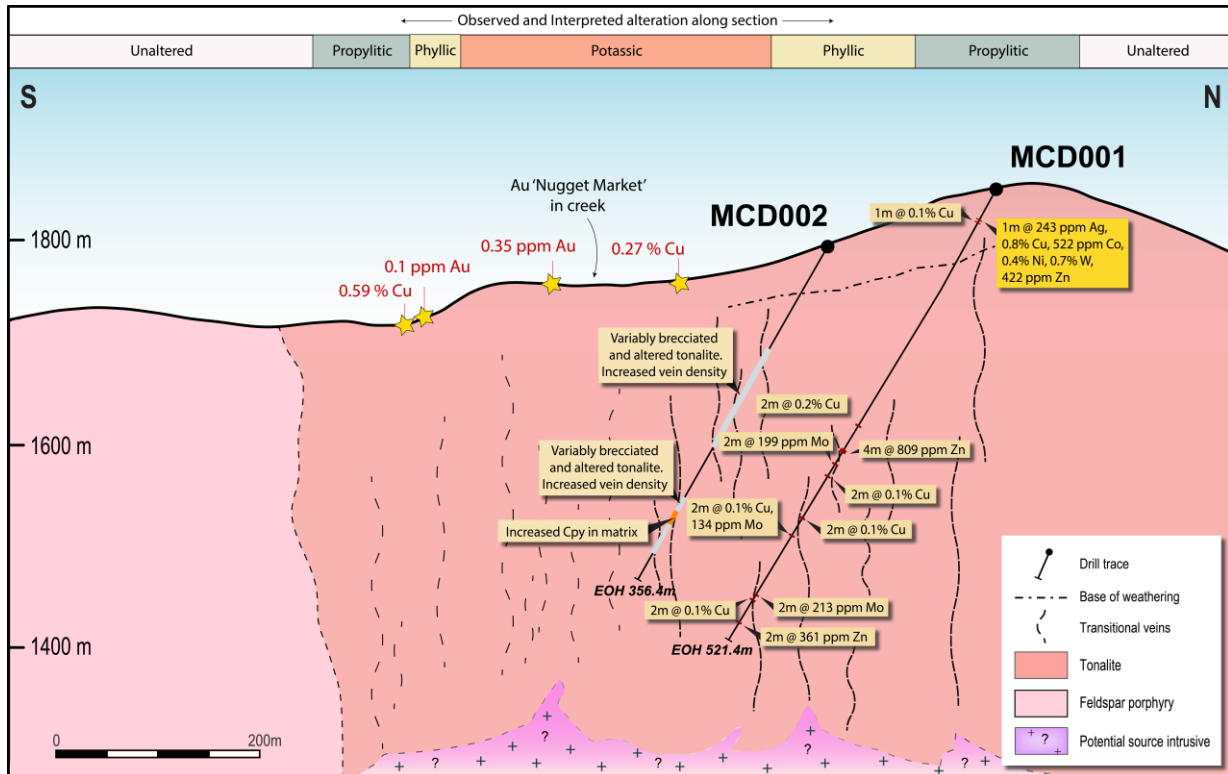 Observed and Interpreted alteration along section
Unaltered
Propylitic
Phyllic
Potassic
Phyllic
Propylitic
Unaltered
S
N
MCD001
Au ‘Nugget Market’
in creek
MCD002
1m @ 0.1% Cu
1m @ 243 ppm Ag,
0.8% Cu, 522 ppm Co,
0.4% Ni, 0.7% W,
422 ppm Zn
1800 m
0.35 ppm Au
0.27 % Cu
0.1 ppm Au
0.59 % Cu
Variably brecciated
and altered tonalite.
Increased vein density
2m @ 0.2% Cu
1600 m
2m @ 199 ppm Mo
4m @ 809 ppm Zn
Variably brecciated
and altered tonalite.
Increased vein density
2m @ 0.1% Cu
2m @ 0.1% Cu,
134 ppm Mo
2m @ 0.1% Cu
Increased Cpy in matrix
EOH 356.4m
2m @ 0.1% Cu
2m @ 213 ppm Mo
2m @ 361 ppm Zn
EOH 521.4m
1400 m
Drill trace
Base of weathering
Transitional veins
Tonalite
Feldspar porphyry
+ ? +
Potential source intrusive
0
200m
+ ? + + + ? + + ? + + + ? + + ? + +